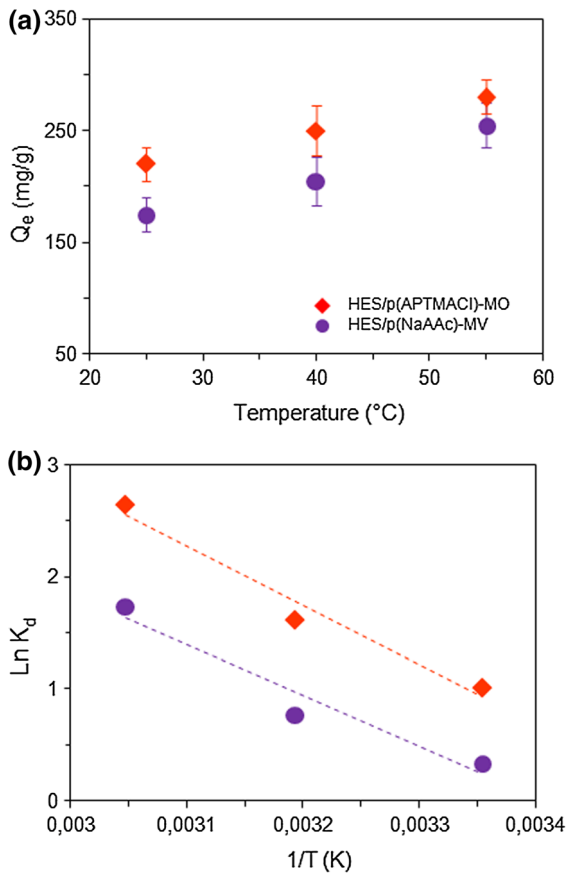 (a)
350
250
150
50
Qe (mg/g)
HES/p(APTMACl)-MO
HES/p(NaAAc)-MV
20 30 40 50 60
Temperature (°C)
(b)
3
2
1
0
Ln Kd
0,003 0,0031 0,0032 0,0033 0,0034
1/T (K)